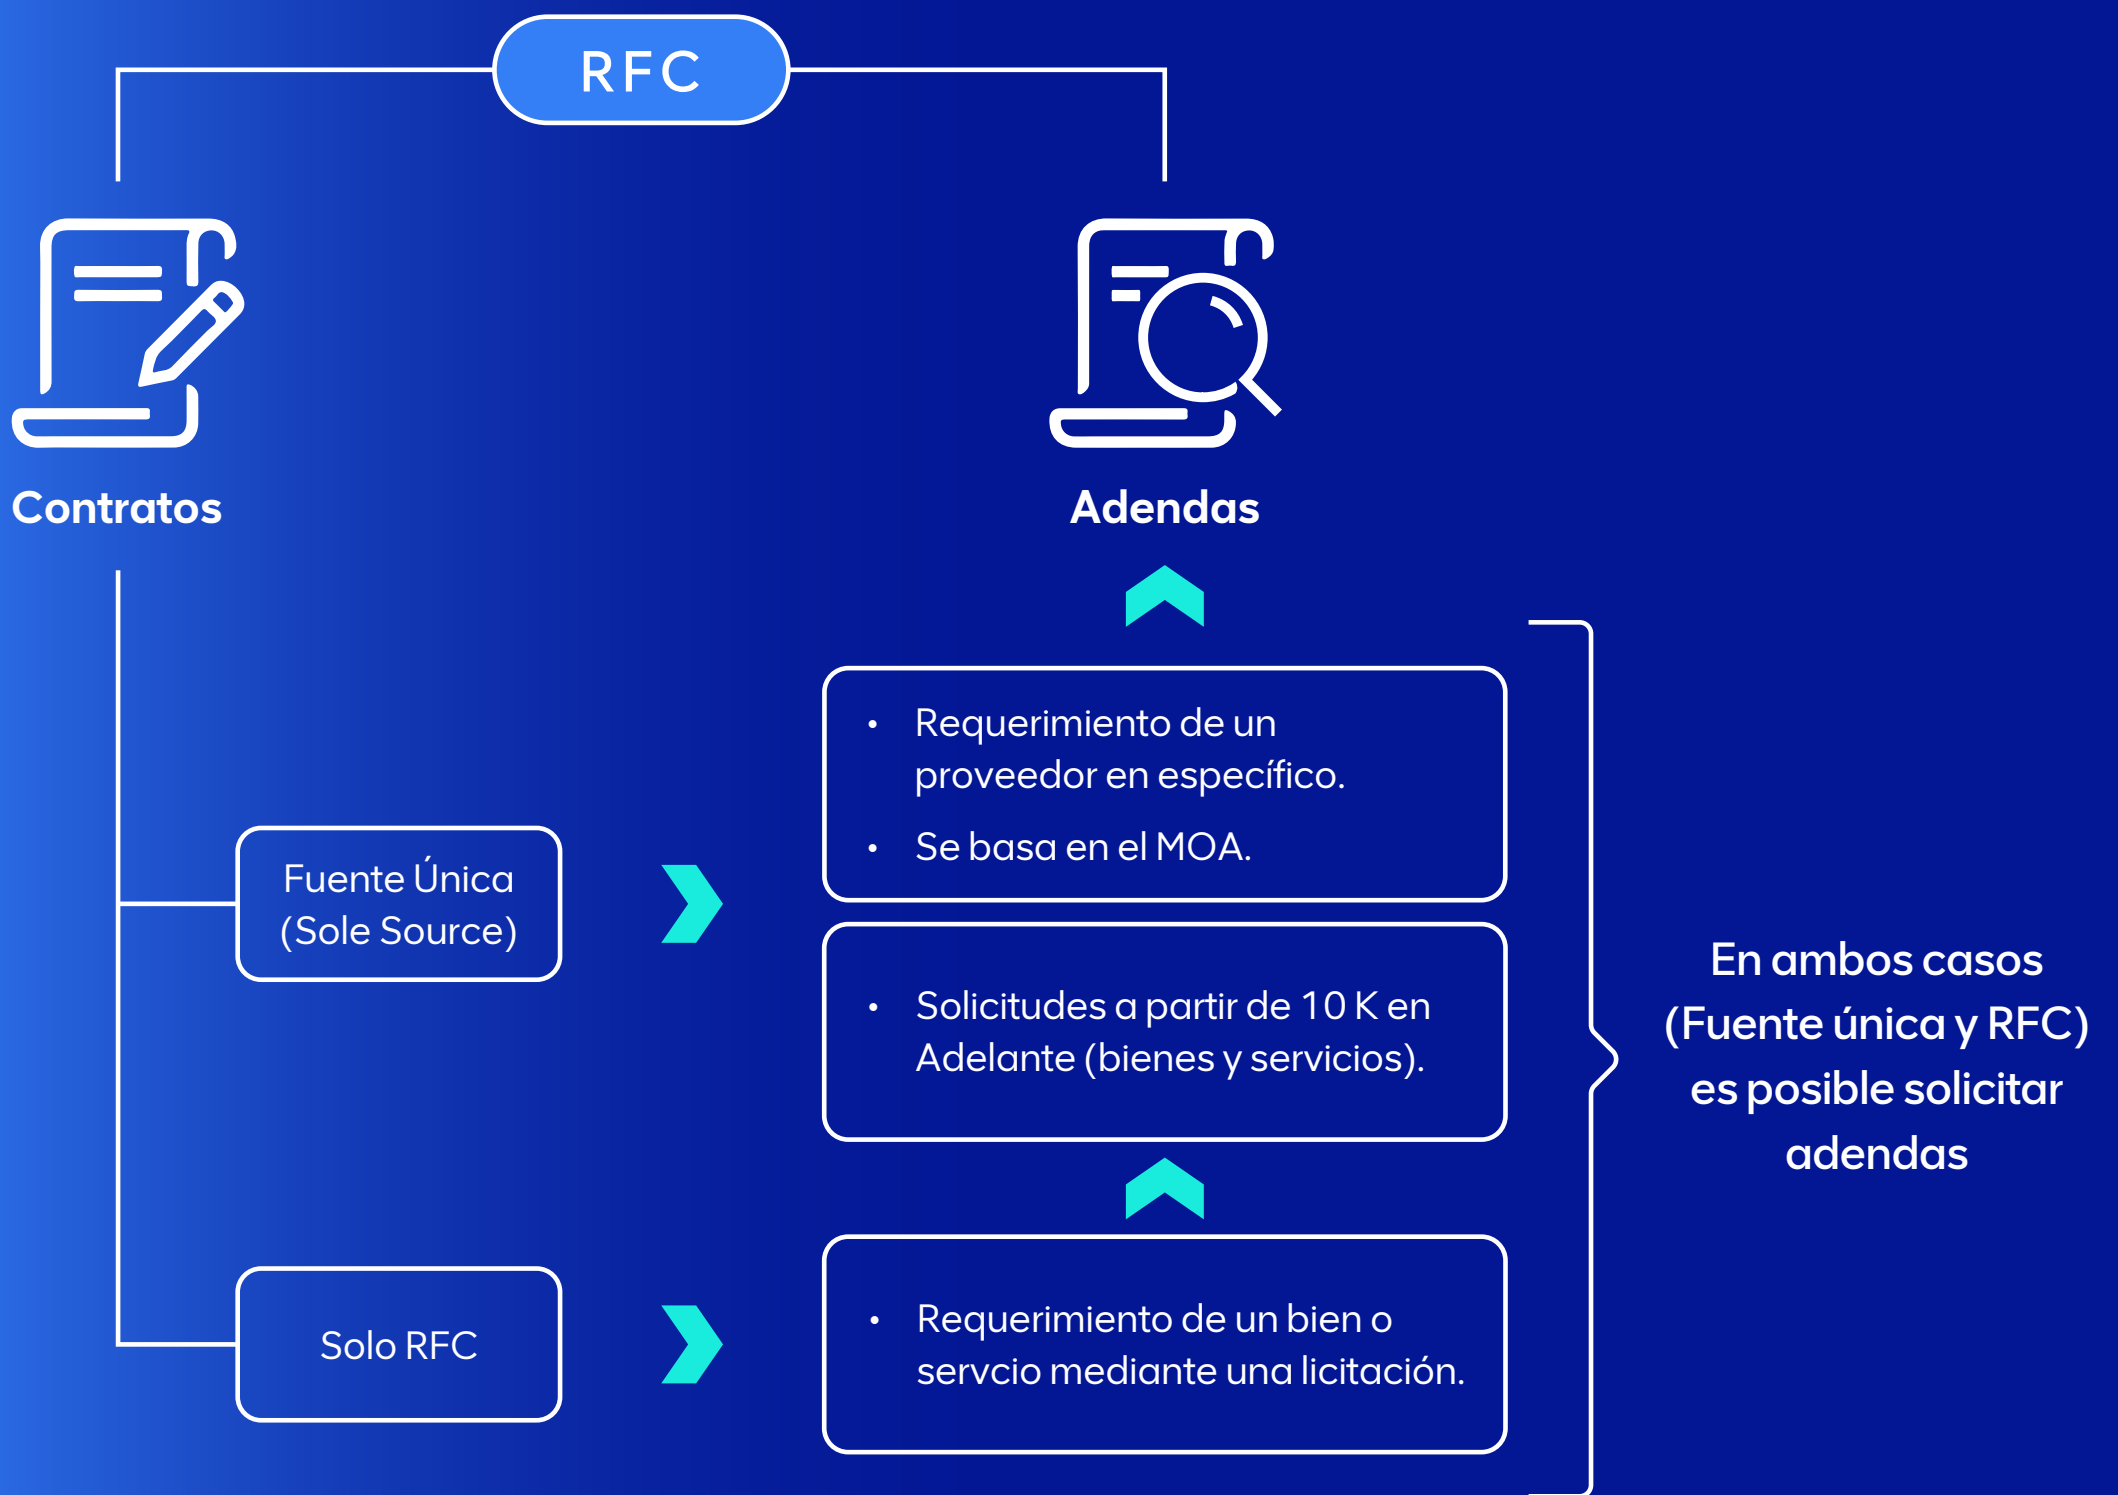 RFC
Contratos
Adendas
Fuente Única
(Sole Source)
• Requerimiento de un
proveedor en específico.
• Se basa en el MOA.
• Solicitudes a partir de 10 K en
Adelante (bienes y servicios).
Solo RFC
• Requerimiento de un bien o
servcio mediante una licitación.
En ambos casos
(Fuente única y RFC)
es posible solicitar
adendas